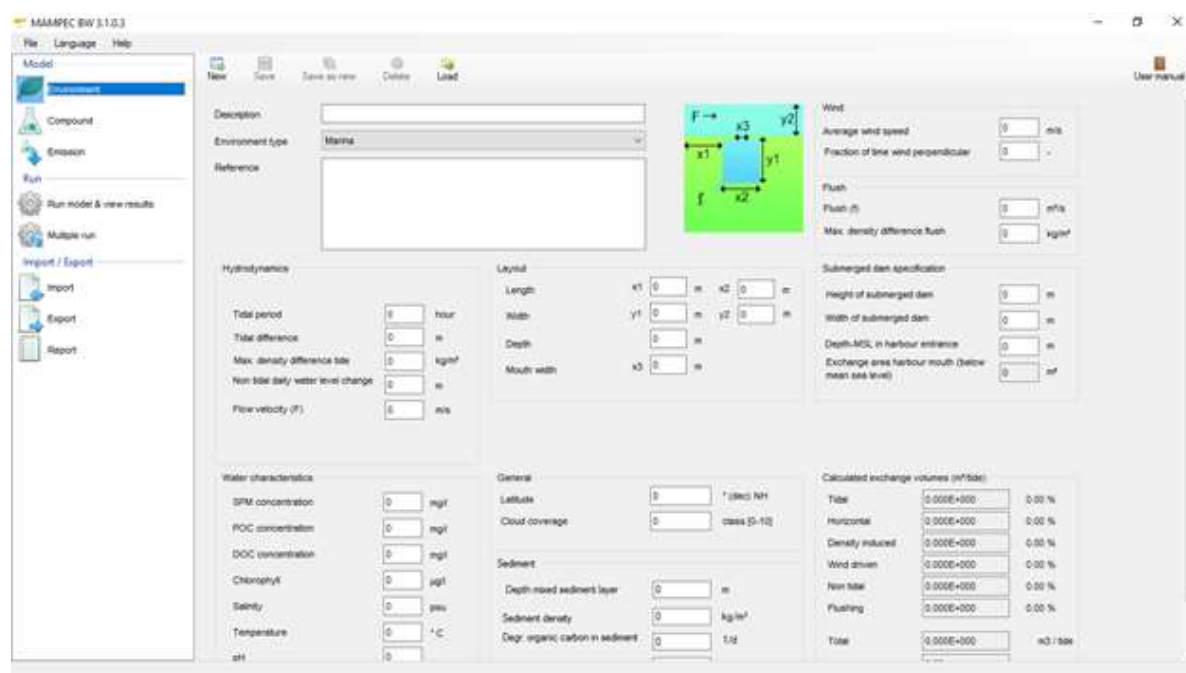 MAMPEC BW 3.1.0.3
File Language Help
Model
Environment
Compound
Emission
Run
Run model & view results
Multiple run
Import / Export
Import
Export
Report
New Save Save as new Delete Load
User manual
Description
Environment type Marina
Reference
F x3 y2
x1 y1
f x2
Wind
Average wind speed 0 m/s
Fraction of time wind perpendicular 0 -
Flush
Flush (f) 0 m³/s
Max. density difference flush 0 kg/m³
Hydrodynamics
Tidal period 0 hour
Tidal difference 0 m
Max. density difference tide 0 kg/m³
Non tidal daily water level change 0 m
Flow velocity (F) 0 m/s
Layout
Length x1 0 m x2 0 m
Width y1 0 m y2 0 m
Depth 0 m
Mouth width x3 0 m
Submerged dam specification
Height of submerged dam 0 m
Width of submerged dam 0 m
Depth-MSL in harbour entrance 0 m
Exchange area harbour mouth (below
mean sea level) 0 m²
Water characteristics
SPM concentration 0 mg/l
POC concentration 0 mg/l
DOC concentration 0 mg/l
Chlorophyll 0 µg/l
Salinity 0 psu
Temperature 0 °C
pH 0
General
Latitude 0 ° (dec) NH
Cloud coverage 0 class [0-10]
Sediment
Depth mixed sediment layer 0 m
Sediment density 0 kg/m³
Degr. organic carbon in sediment 0 1/d
Calculated exchange volumes (m³/tide)
Tidal 0.000E+000 0.00 %
Horizontal 0.000E+000 0.00 %
Density induced 0.000E+000 0.00 %
Wind driven 0.000E+000 0.00 %
Non tidal 0.000E+000 0.00 %
Flushing 0.000E+000 0.00 %
Total 0.000E+000 m3 / tide